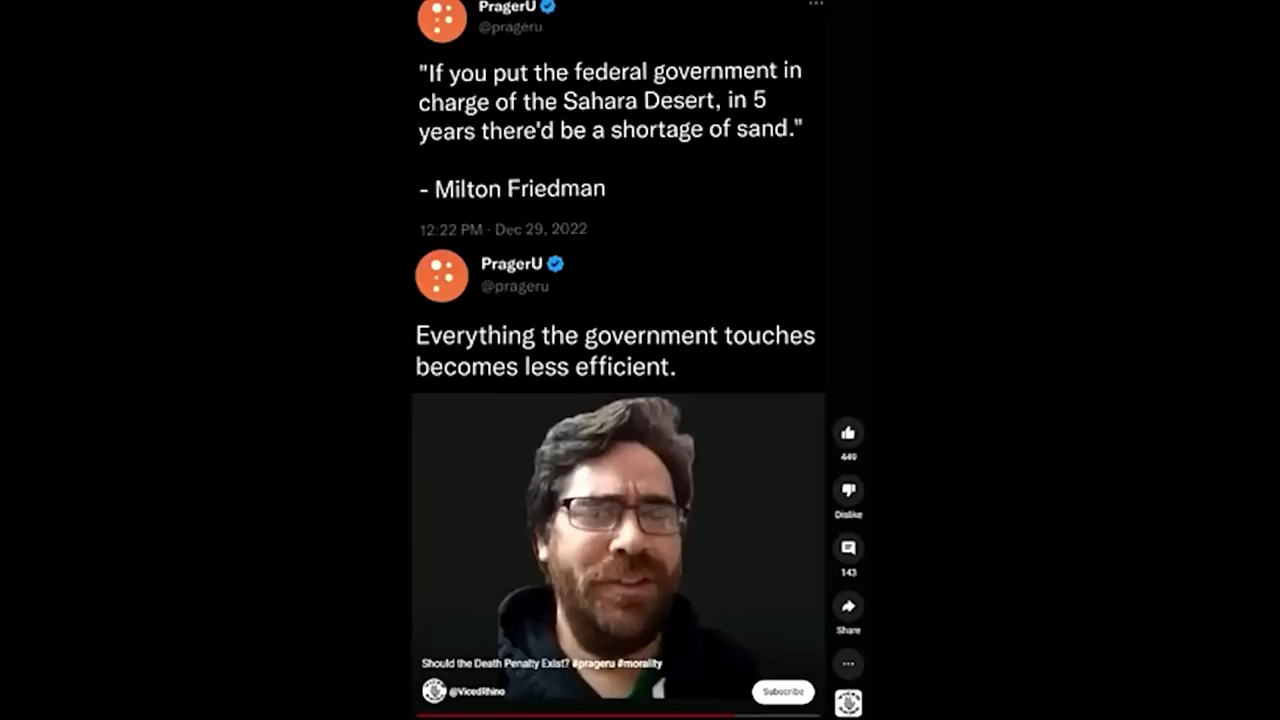 PragerU
@prageru
"If you put the federal government in
charge of the Sahara Desert, in 5
years there'd be a shortage of sand."
- Milton Friedman
12:22 PM - Dec 29, 2022
PragerU
@prageru
Everything the government touches
becomes less efficient.
449
Dislike
143
Share
Should the Death Penalty Exist? #prageru #morality
@VicedRhino
Subscribe